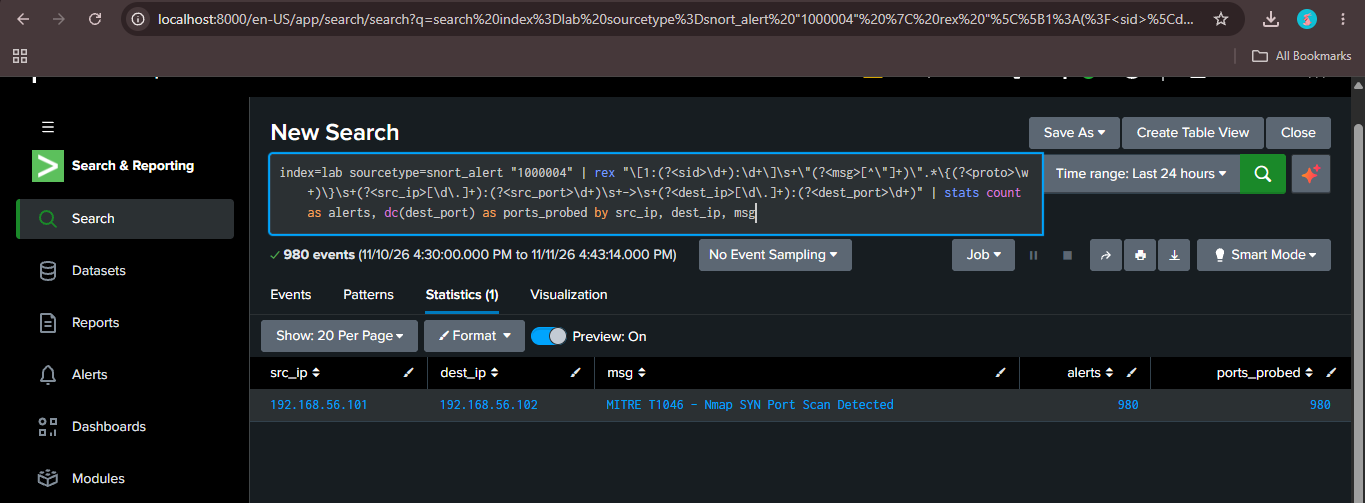 localhost:8000/en-US/app/search/search?q=search%20index%3Dlab%20sourcetype%3Dsnort_alert%20"1000004"%20%7C%20rex%20"%5C%5B1%3A(%3F<sid>%5Cd...
All Bookmarks
New Search
Save As
Create Table View
Close
Search & Reporting
index=lab sourcetype=snort_alert "1000004" | rex "\[1:(?<sid>\d+):\d+\]\s+\"(?<msg>[^\"]+)\".*\{(?<proto>\w
+)\}\s+(?<src_ip>[\d\.]+):(?<src_port>\d+)\s+->\s+(?<dest_ip>[\d\.]+):(?<dest_port>\d+)" | stats count
as alerts, dc(dest_port) as ports_probed by src_ip, dest_ip, msg
Time range: Last 24 hours
Search
980 events (11/10/26 4:30:00.000 PM to 11/11/26 4:43:14.000 PM)
No Event Sampling
Job
Smart Mode
Datasets
Events
Patterns
Statistics (1)
Visualization
Reports
Show: 20 Per Page
Format
Preview: On
Alerts
src_ip
dest_ip
msg
alerts
ports_probed
192.168.56.101
192.168.56.102
MITRE T1046 - Nmap SYN Port Scan Detected
980
980
Dashboards
Modules